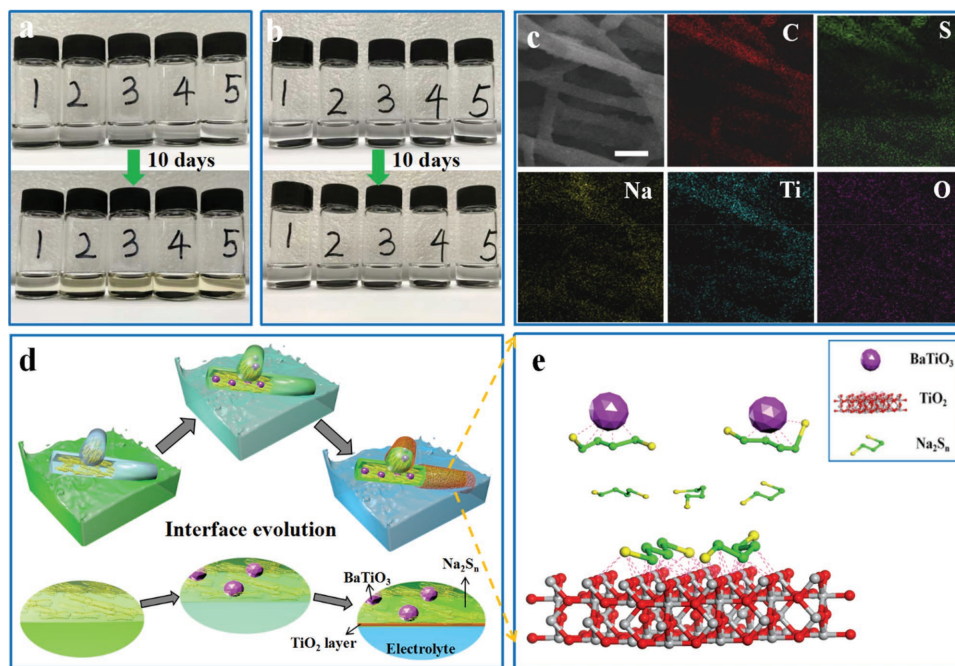 a
1 2 3 4 5
10 days
1 2 3 4 5
b
1 2 3 4 5
10 days
1 2 3 4 5
c
C
S
Na
Ti
O
d
Interface evolution
BaTiO₃
Na₂Sₙ
TiO₂ layer
Electrolyte
e
BaTiO₃
TiO₂
Na₂Sₙ